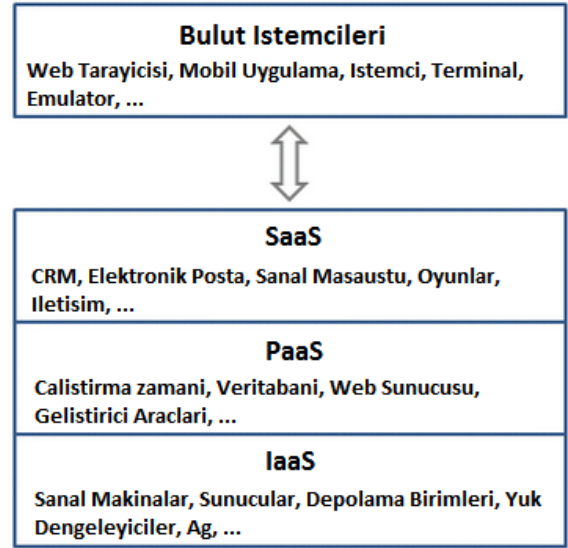 Bulut Istemcileri
Web Tarayicisi, Mobil Uygulama, Istemci, Terminal,
Emulator, ...
SaaS
CRM, Elektronik Posta, Sanal Masaustu, Oyunlar,
Iletisim, ...
PaaS
Calistirma zamani, Veritabani, Web Sunucusu,
Gelistirici Araclari, ...
IaaS
Sanal Makinalar, Sunucular, Depolama Birimleri, Yuk
Dengeleyiciler, Ag, ...